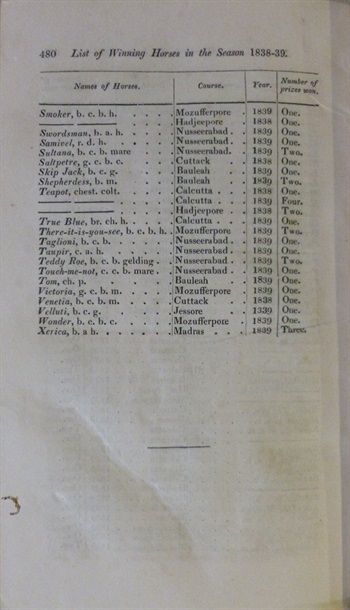 480 List of Winning Horses in the Season 1838-39.
Names of Horses. Course. Year. Number of prizes won.
Smoker, b. c. b. h. . . . . Mozufferpore . 1839 One.
—— —— . . . . Hadjeepore . . 1838 One.
Swordsman, b. a. h. . . . . Nusseerabad . 1839 One.
Samivel, r. d. h. . . . . . Nusseerabad . 1839 One.
Sultana, b. c. b. mare . . . Nusseerabad. . 1839 Two.
Saltpetre, g. c. b. c. . . . . Cuttack . . 1838 One.
Skip Jack, b. c. g. . . . . Bauleah . . 1839 One.
Shepherdess, b. m. . . . . Bauleah . . 1839 Two.
Teapot, chest. colt. . . . . Calcutta . . . 1838 One.
—— —— . . . . Calcutta . . 1839 Four.
—— —— . . . . Hadjerpore . . 1838 Two.
True Blue, br. ch. h. . . . . Calcutta . . . 1839 One.
There-it-is-you-see, b. c. b. h. . Mozufferpore 1839 Two.
Taglioni, b. c. b. . . . . . Nusseerabad . 1839 One.
Taupir, c. a. h. . . . . . Nusseerabad . 1839 One.
Teddy Roe, b. c. b. gelding . . Nusseerabad . . 1839 Two.
Touch-me-not, c. c. b. mare . . Nusseerabad . 1839 One.
Tom, ch. p. . . . . . Bauleah . . 1839 One.
Victoria, g. c. b. m. . . . . Mozufferpore . 1839 One.
Venetia, b. c. b. m. . . . . Cuttack . . 1838 One.
Velluti, b. c. g. . . . . . Jessore . . 1339 One.
Wonder, b. c. b. c. . . . . Mozufferpore . 1839 One.
Xerica, b. a h. . . . . . . Madras . . . 1839 Three.